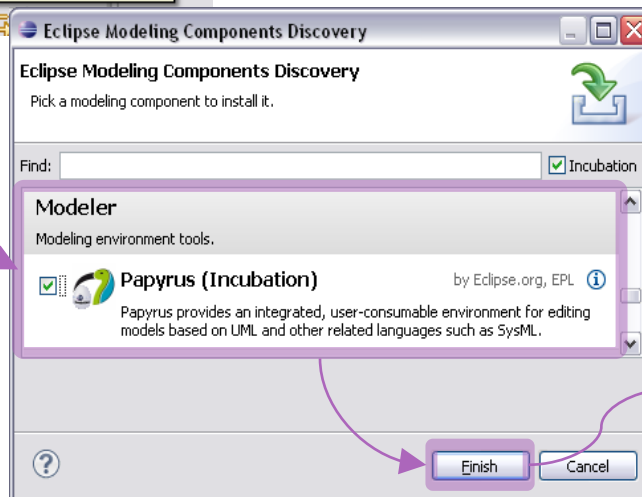 Eclipse Modeling Components Discovery
Eclipse Modeling Components Discovery
Pick a modeling component to install it.
Find:
Incubation
Modeler
Modeling environment tools.
Papyrus (Incubation)
by Eclipse.org, EPL
Papyrus provides an integrated, user-consumable environment for editing
models based on UML and other related languages such as SysML.
Finish
Cancel